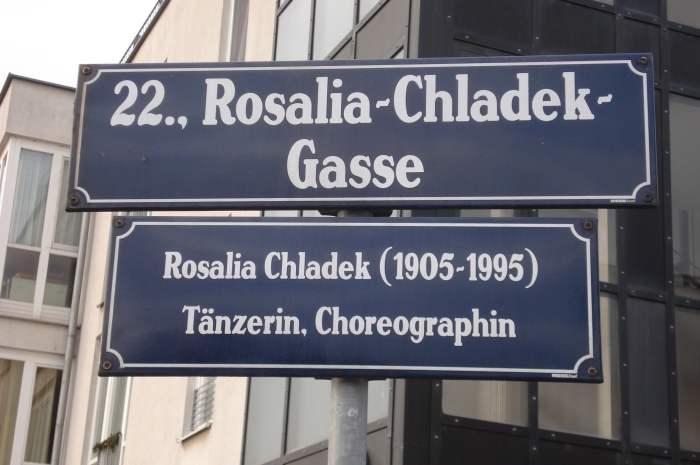 22., Rosalia-Chladek-
Gasse
Rosalia Chladek (1905-1995)
Tänzerin, Choreographin